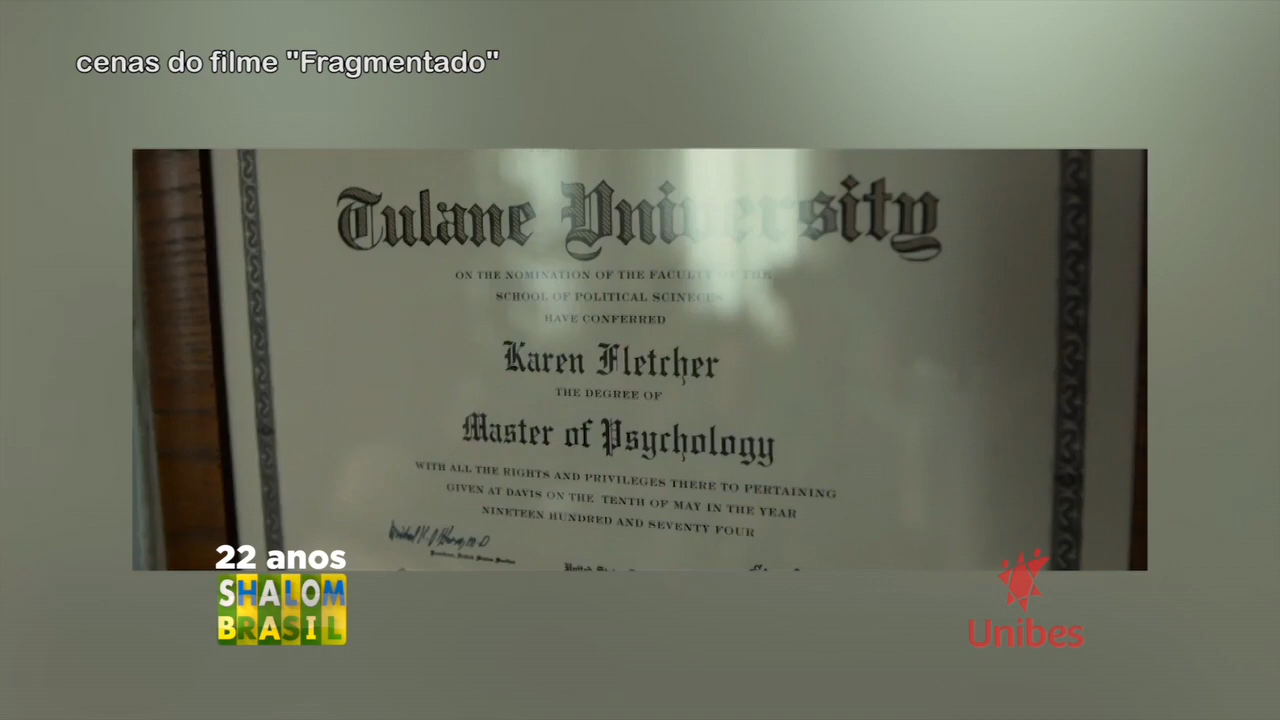 cenas do filme "Fragmentado"
Tulane University
ON THE NOMINATION OF THE FACULTY OF THE
SCHOOL OF POLITICAL SCINECES
HAVE CONFERRED
Karen Fletcher
THE DEGREE OF
Master of Psychology
WITH ALL THE RIGHTS AND PRIVILEGES THERE TO PERTAINING
GIVEN AT DAVIS ON THE TENTH OF MAY IN THE YEAR
NINETEEN HUNDRED AND SEVENTY FOUR
22 anos
SHALOM
BRASIL
Unibes